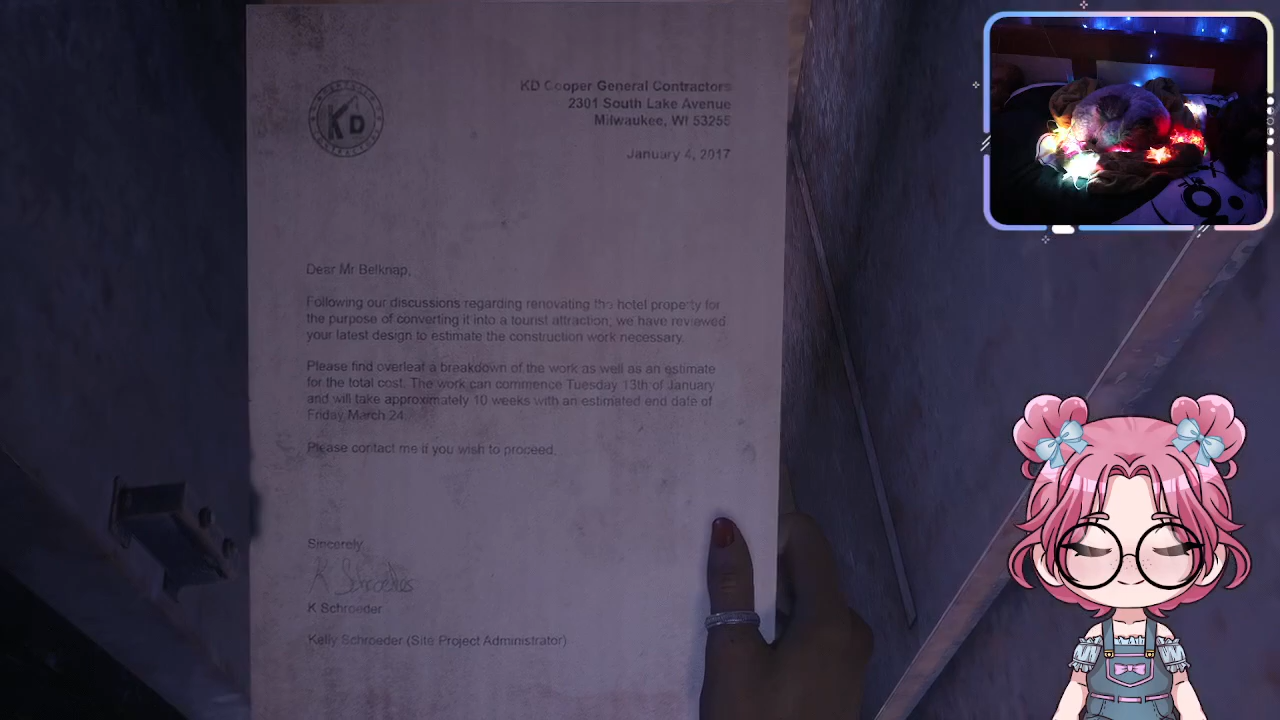 KD
KD Cooper General Contractors
2301 South Lake Avenue
Milwaukee, WI 53255
January 4, 2017
Dear Mr Belknap,
Following our discussions regarding renovating the hotel property for
the purpose of converting it into a tourist attraction; we have reviewed
your latest design to estimate the construction work necessary.
Please find overleaf a breakdown of the work as well as an estimate
for the total cost. The work can commence Tuesday 13th of January
and will take approximately 10 weeks with an estimated end date of
Friday March 24.
Please contact me if you wish to proceed.
Sincerely
K Schroeder
K Schroeder
Kelly Schroeder (Site Project Administrator)